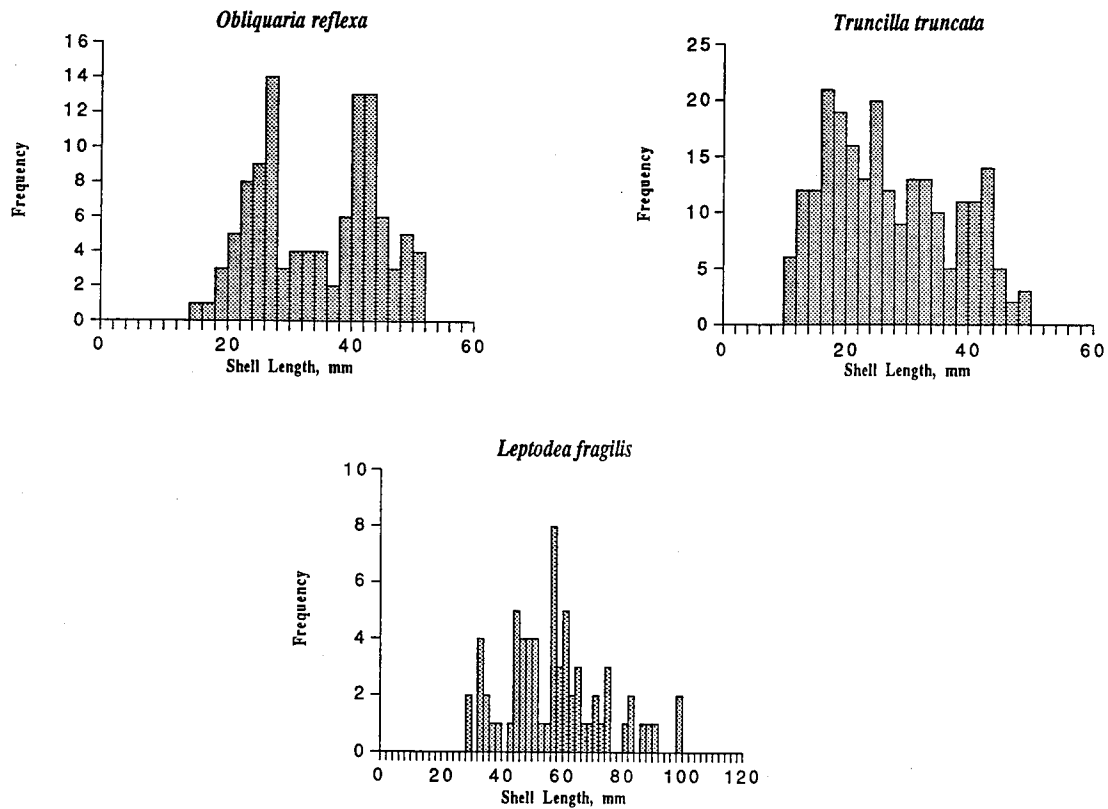 Obliquaria reflexa
16
14
12
10
8
6
4
2
0
Frequency
0 20 40 60
Shell Length, mm
Truncilla truncata
25
20
15
10
5
0
Frequency
0 20 40 60
Shell Length, mm
Leptodea fragilis
10
8
6
4
2
0
Frequency
0 20 40 60 80 100 120
Shell Length, mm